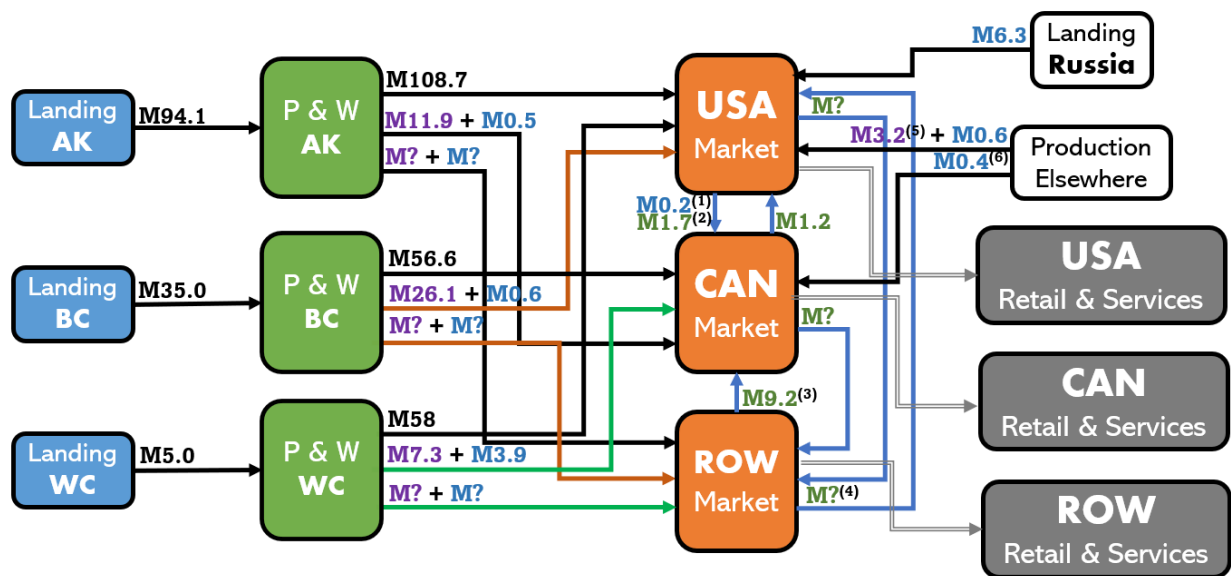 Landing
AK
M94.1
P & W
AK
M108.7
M11.9 + M0.5
M? + M?
USA
Market
M?
M6.3
Landing
Russia
M3.2(5) + M0.6
M0.4(6)
Production
Elsewhere
M0.2(1)
M1.7(2)
M1.2
Landing
BC
M35.0
P & W
BC
M56.6
M26.1 + M0.6
M? + M?
CAN
Market
M?
USA
Retail & Services
M9.2(3)
CAN
Retail & Services
Landing
WC
M5.0
P & W
WC
M58
M7.3 + M3.9
M? + M?
ROW
Market
M?(4)
ROW
Retail & Services